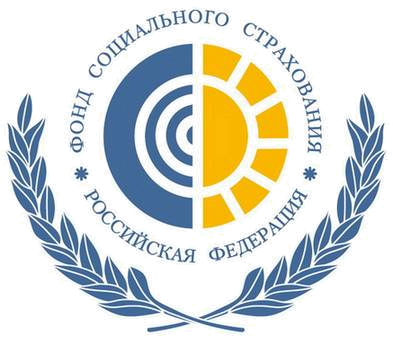 ФОНД СОЦИАЛЬНОГО СТРАХОВАНИЯ
РОССИЙСКАЯ ФЕДЕРАЦИЯ